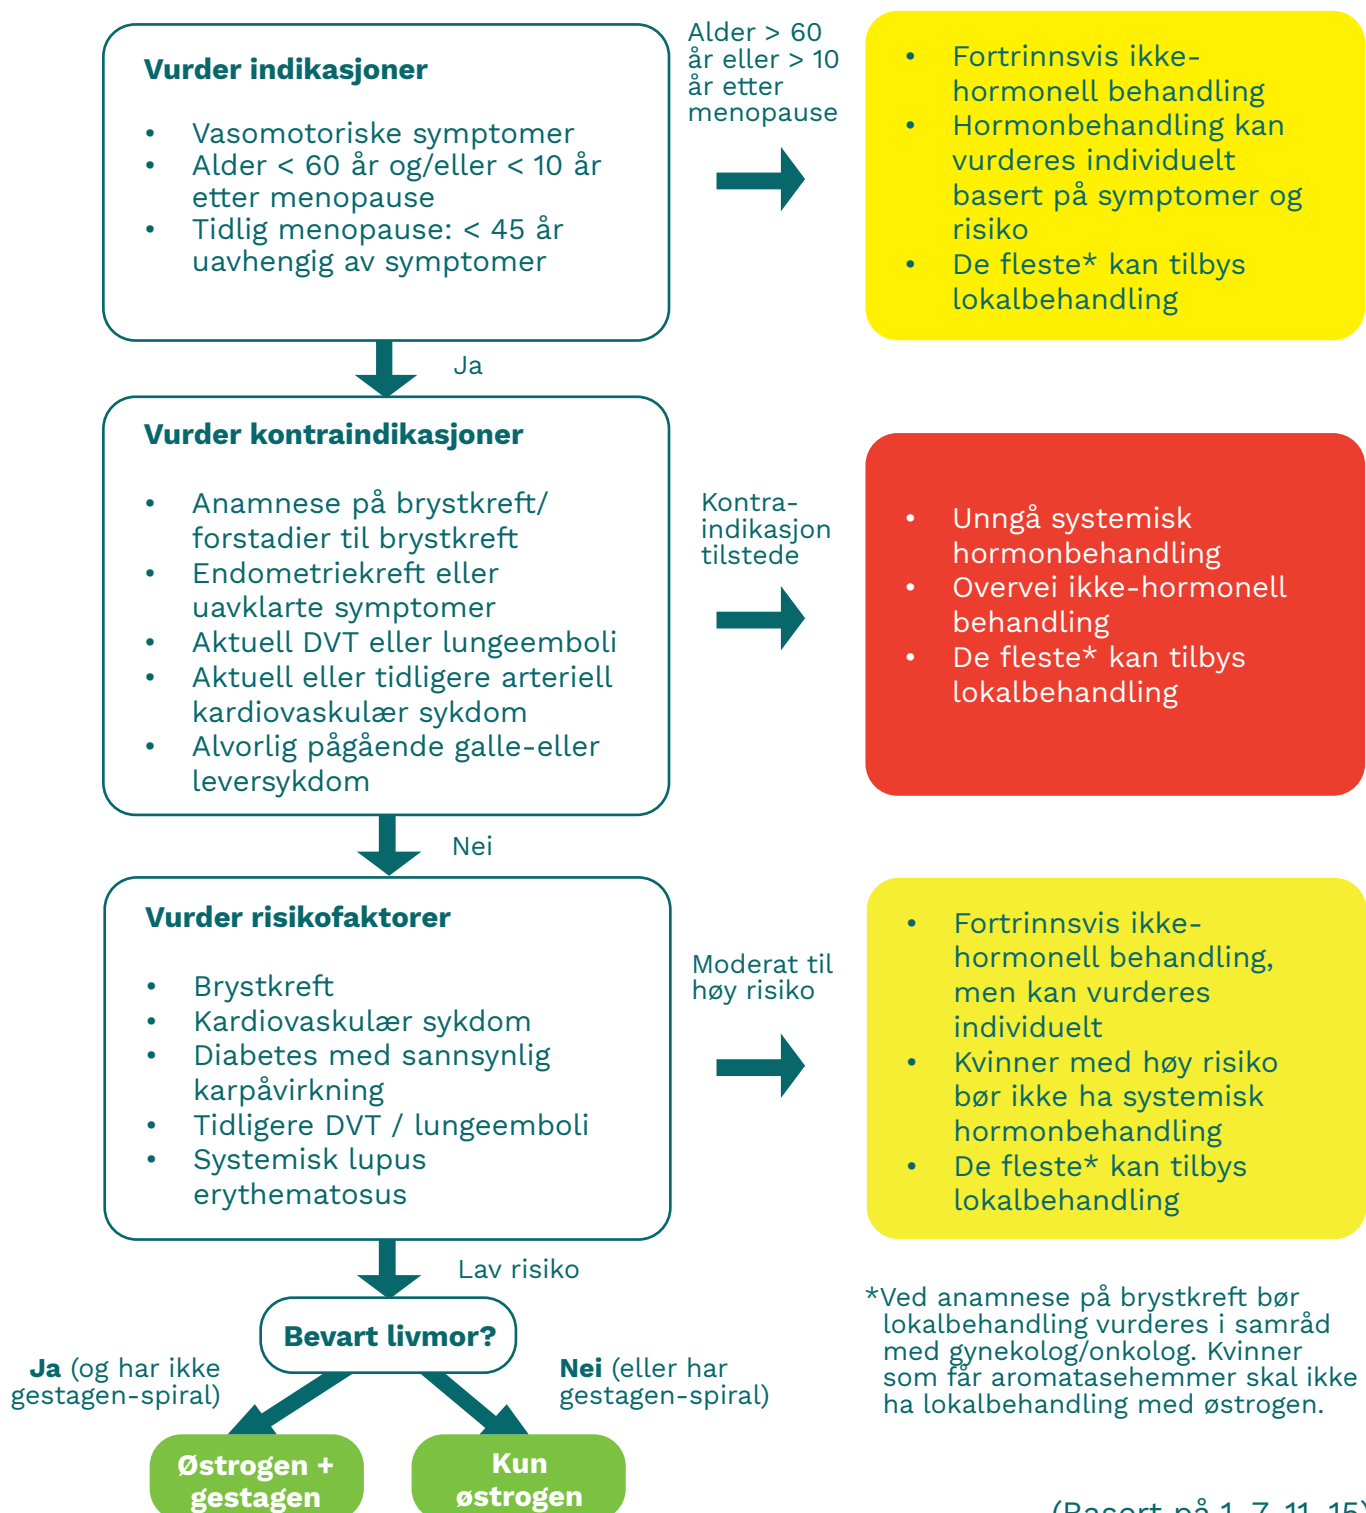 Vurder indikasjoner
• Vasomotoriske symptomer
• Alder < 60 år og/eller < 10 år
etter menopause
• Tidlig menopause: < 45 år
uavhengig av symptomer
Alder > 60
år eller > 10
år etter
menopause
• Fortrinnsvis ikke-
hormonell behandling
• Hormonbehandling kan
vurderes individuelt
basert på symptomer og
risiko
• De fleste* kan tilbys
lokalbehandling
Ja
Vurder kontraindikasjoner
• Anamnese på brystkreft/
forstadier til brystkreft
• Endometriekreft eller
uavklarte symptomer
• Aktuell DVT eller lungeemboli
• Aktuell eller tidligere arteriell
kardiovaskulær sykdom
• Alvorlig pågående galle-eller
leversykdom
Kontra-
indikasjon
tilstede
• Unngå systemisk
hormonbehandling
• Overvei ikke-hormonell
behandling
• De fleste* kan tilbys
lokalbehandling
Nei
Vurder risikofaktorer
• Brystkreft
• Kardiovaskulær sykdom
• Diabetes med sannsynlig
karpåvirkning
• Tidligere DVT / lungeemboli
• Systemisk lupus
erythematosus
Moderat til
høy risiko
• Fortrinnsvis ikke-
hormonell behandling,
men kan vurderes
individuelt
• Kvinner med høy risiko
bør ikke ha systemisk
hormonbehandling
• De fleste* kan tilbys
lokalbehandling
Lav risiko
Bevart livmor?
Ja (og har ikke
gestagen-spiral)
Nei (eller har
gestagen-spiral)
Østrogen +
gestagen
Kun
østrogen
*Ved anamnese på brystkreft bør
lokalbehandling vurderes i samråd
med gynekolog/onkolog. Kvinner
som får aromatasehemmer skal ikke
ha lokalbehandling med østrogen.
(Basert på 1, 7, 11, 15)